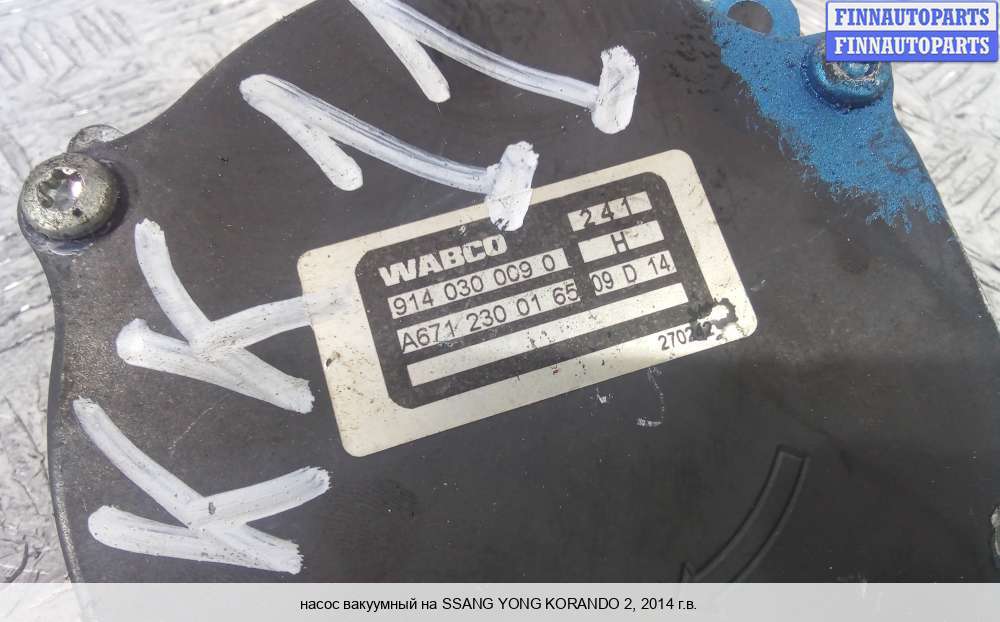 FINNAUTOPARTS
FINNAUTOPARTS
WABCO 241
914 030 009 0 H
A671 230 01 65 09 D 14
насос вакуумный на SSANG YONG KORANDO 2, 2014 г.в.